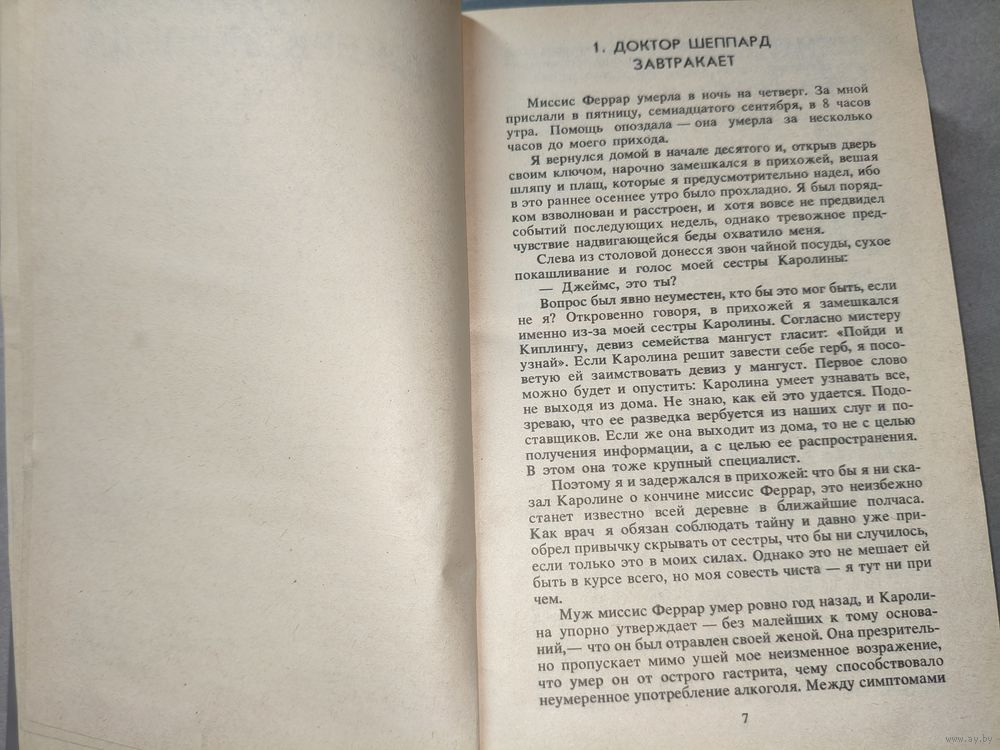 1. ДОКТОР ШЕППАРД
ЗАВТРАКАЕТ
Миссис Феррар умерла в ночь на четверг. За мной
прислали в пятницу, семнадцатого сентября, в 8 часов
утра. Помощь опоздала — она умерла за несколько
часов до моего прихода.
Я вернулся домой в начале десятого и, открыв дверь
своим ключом, нарочно замешкался в прихожей, вешая
шляпу и плащ, которые я предусмотрительно надел, ибо
в это раннее осеннее утро было прохладно. Я был поряд-
ком взволнован и расстроен, и хотя вовсе не предвидел
событий последующих недель, однако тревожное пред-
чувствие надвигающейся беды охватило меня.
Слева из столовой донесся звон чайной посуды, сухое
покашливание и голос моей сестры Каролины:
— Джеймс, это ты?
Вопрос был явно неуместен, кто бы это мог быть, если
не я? Откровенно говоря, в прихожей я замешкался
именно из-за моей сестры Каролины. Согласно мистеру
Киплингу, девиз семейства мангуст гласит: «Пойди и
узнай». Если Каролина решит завести себе герб, я посо-
ветую ей заимствовать девиз у мангуст. Первое слово
можно будет и опустить: Каролина умеет узнавать все,
не выходя из дома. Не знаю, как ей это удается. Подо-
зреваю, что ее разведка вербуется из наших слуг и по-
ставщиков. Если же она выходит из дома, то не с целью
получения информации, а с целью ее распространения.
В этом она тоже крупный специалист.
Поэтому я и задержался в прихожей: что бы я ни ска-
зал Каролине о кончине миссис Феррар, это неизбежно
станет известно всей деревне в ближайшие полчаса.
Как врач я обязан соблюдать тайну и давно уже при-
обрел привычку скрывать от сестры, что бы ни случилось,
если только это в моих силах. Однако это не мешает ей
быть в курсе всего, но моя совесть чиста — я тут ни при
чем.
Муж миссис Феррар умер ровно год назад, и Кароли-
на упорно утверждает — без малейших к тому основа-
ний,— что он был отравлен своей женой. Она презритель-
но пропускает мимо ушей мое неизменное возражение,
что умер он от острого гастрита, чему способствовало
неумеренное употребление алкоголя. Между симптомами
7
www.ay.by